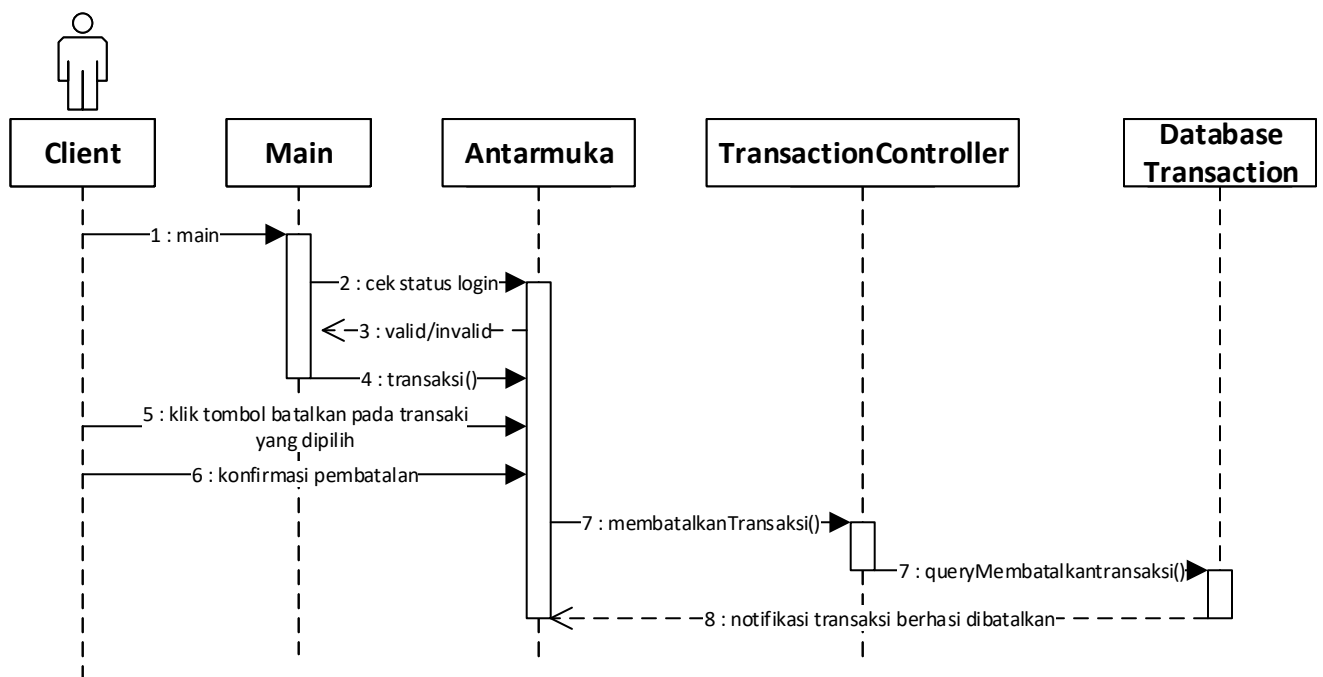 Client
Main
Antarmuka
TransactionController
Database
Transaction
1 : main
2 : cek status login
3 : valid/invalid
4 : transaksi()
5 : klik tombol batalkan pada transaki
yang dipilih
6 : konfirmasi pembatalan
7 : membatalkanTransaksi()
7 : queryMembatalkantransaksi()
8 : notifikasi transaksi berhasi dibatalkan